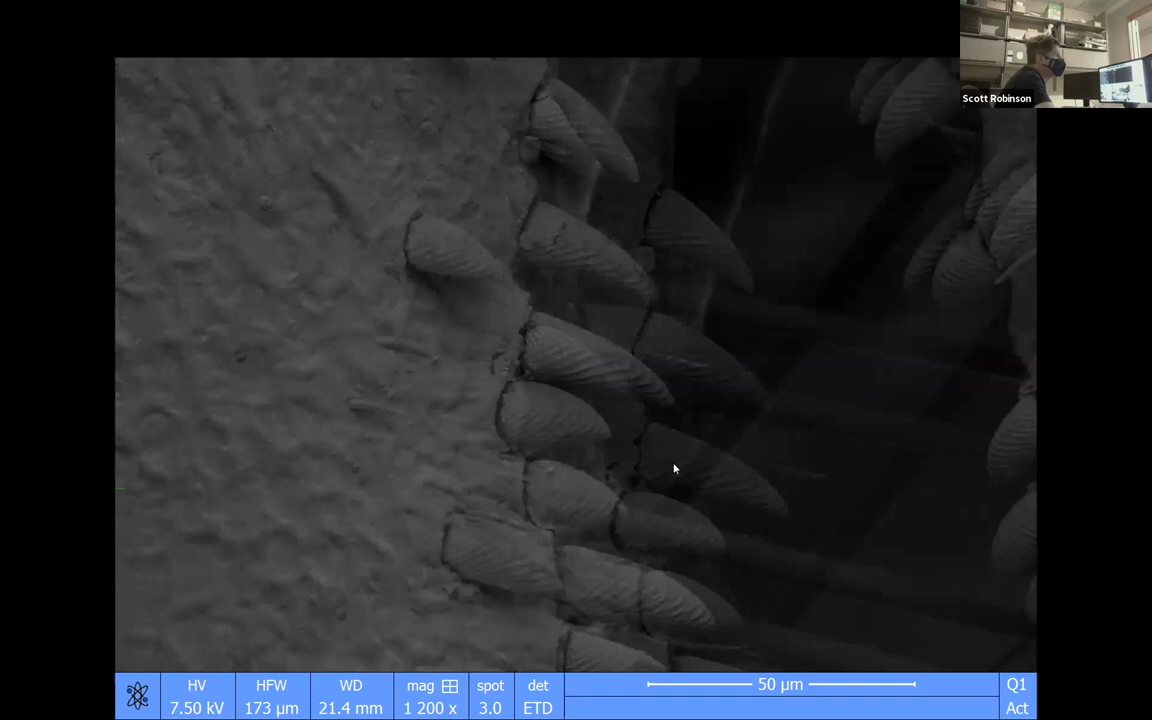 Scott Robinson
HV HFW WD mag spot det 50 µm Q1
7.50 kV 173 µm 21.4 mm 1 200 x 3.0 ETD Act